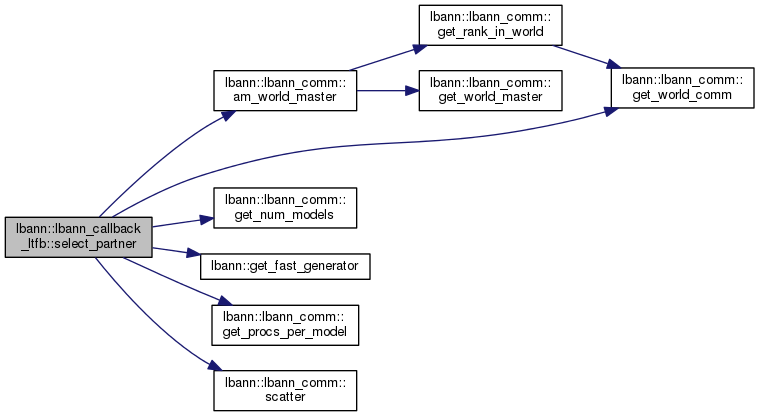 lbann::lbann_callback
_ltfb::select_partner
lbann::lbann_comm::
am_world_master
lbann::lbann_comm::
get_rank_in_world
lbann::lbann_comm::
get_world_master
lbann::lbann_comm::
get_world_comm
lbann::lbann_comm::
get_num_models
lbann::get_fast_generator
lbann::lbann_comm::
get_procs_per_model
lbann::lbann_comm::
scatter